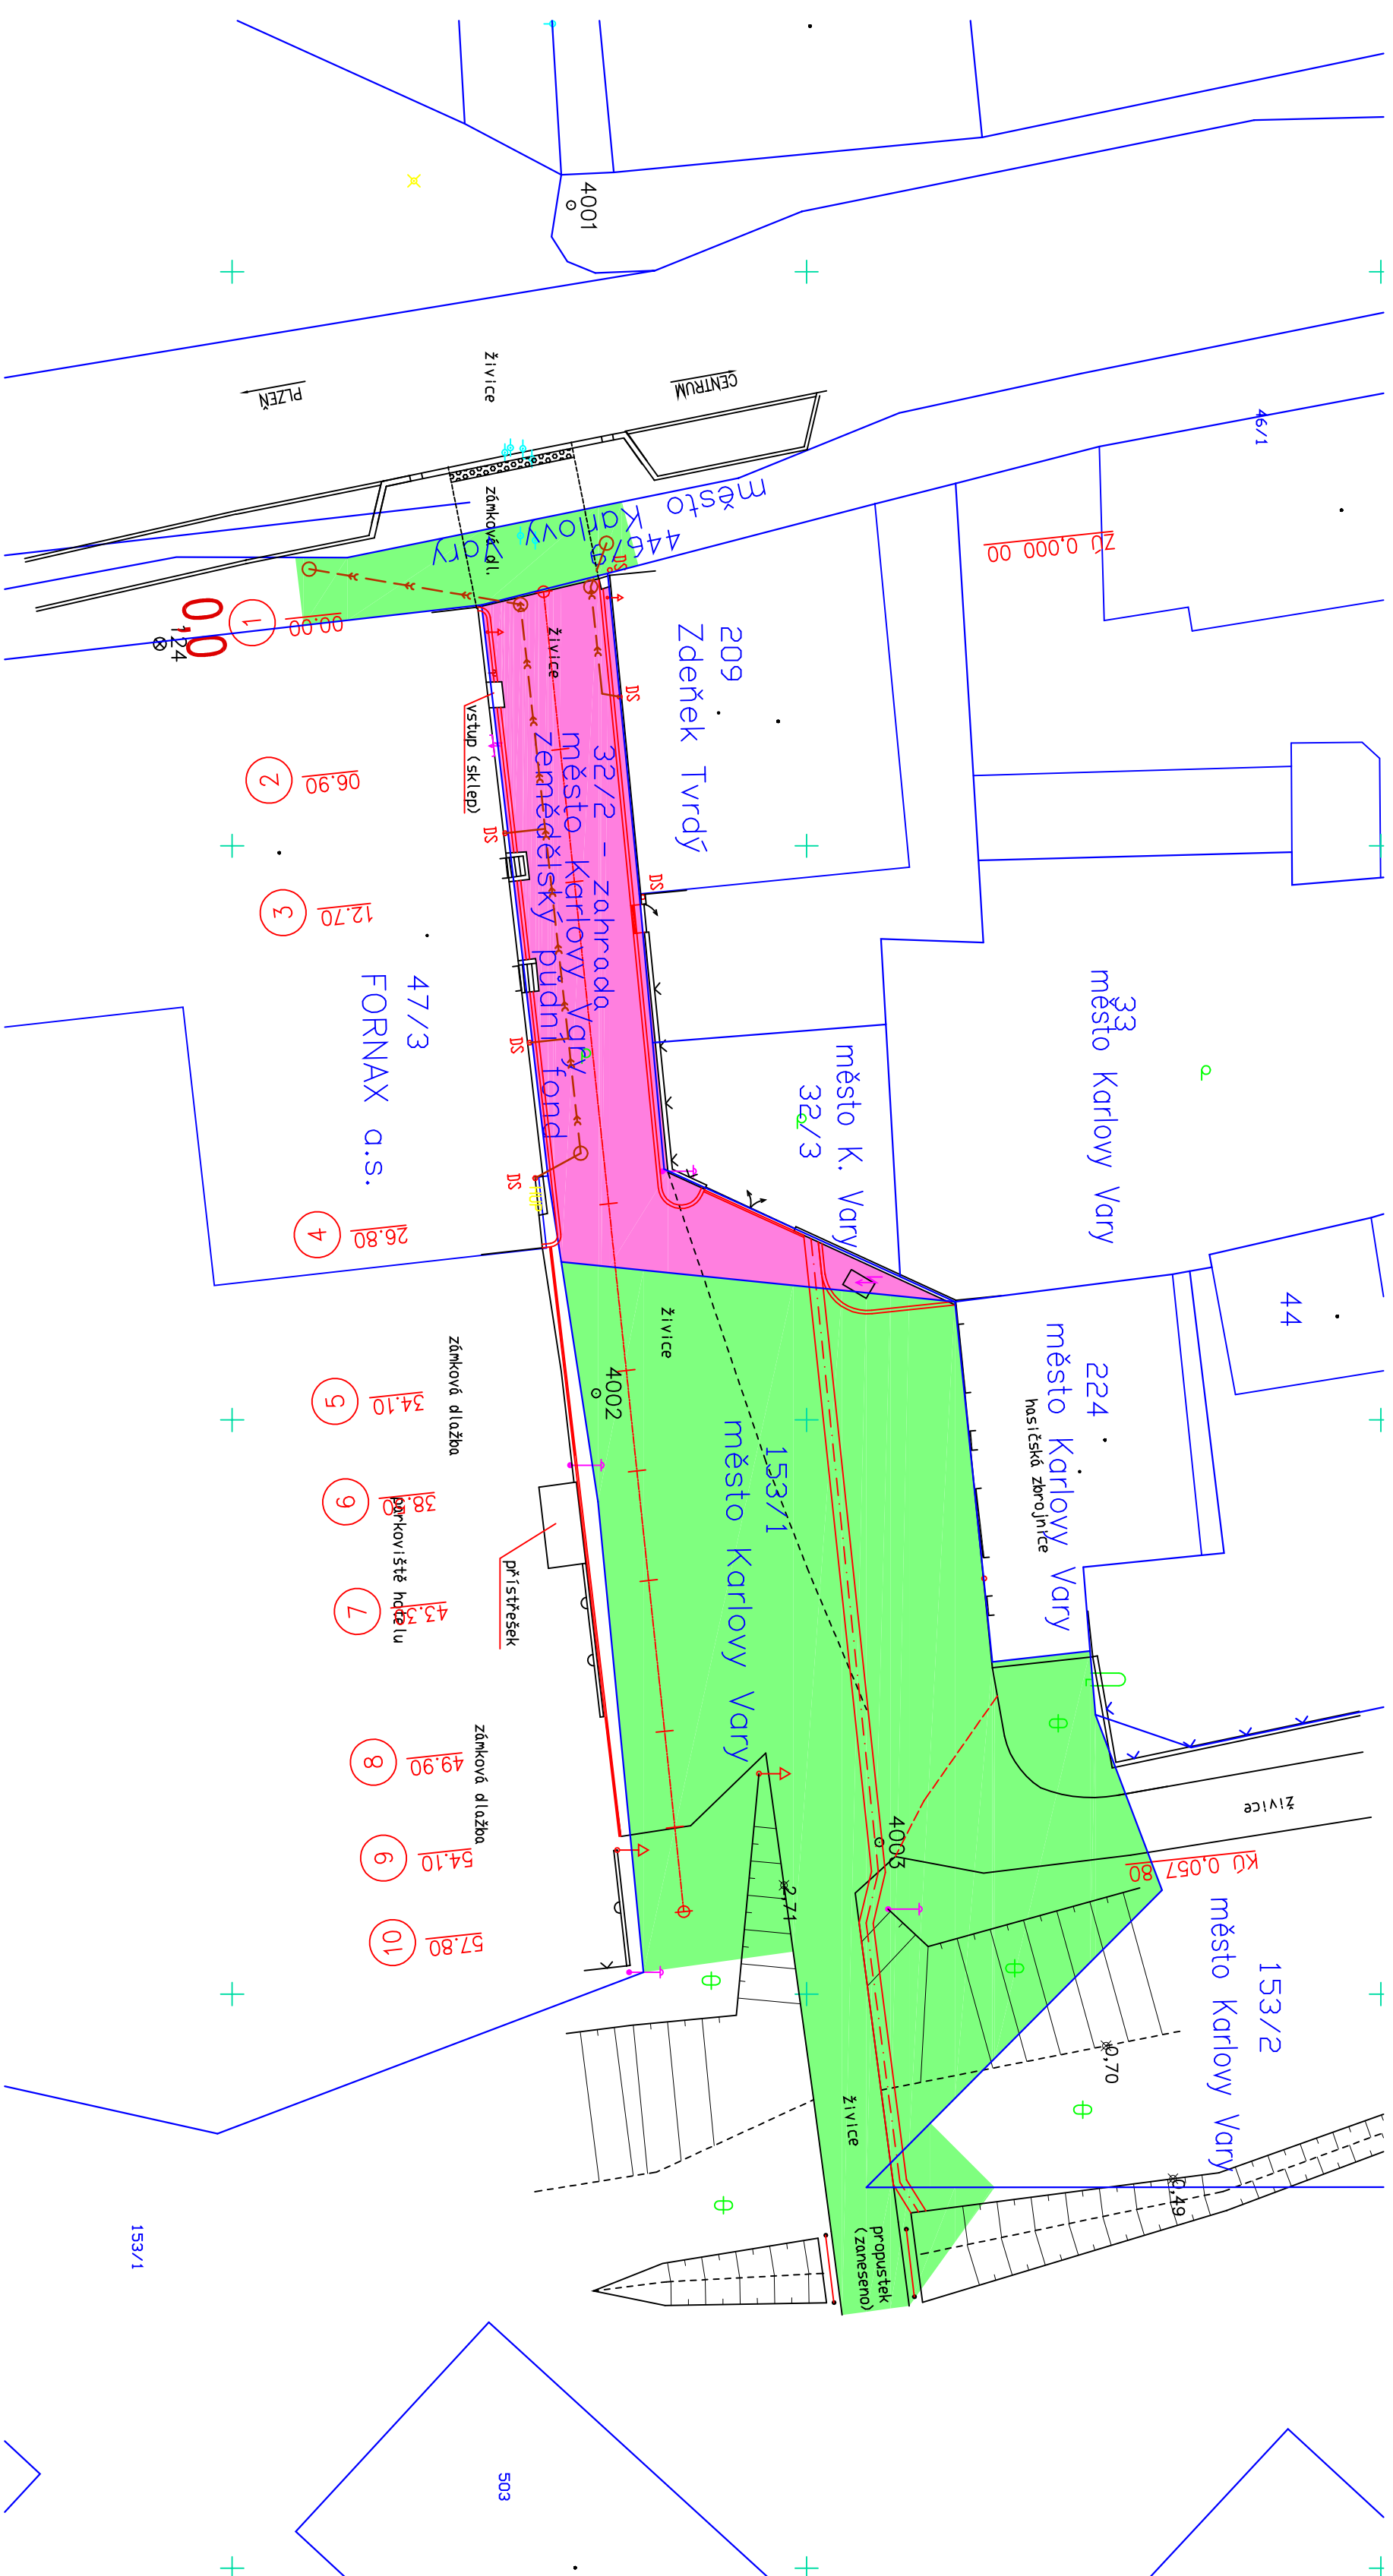 4001
živice
PLZEŇ
CENTRUM
46/1
město Karlovy Vary
446/8
zámková dl.
ZÚ 0,000 00
0,0
124
1
00.00
živice
DS
DS
209
Zdeňek Tvrdý
vstup (sklep)
2
06.90
32/2 - zahrada
město Karlovy Vary
zemědělský půdní fond
DS
DS
3
12.70
47/3
FORNAX a.s.
33
město Karlovy Vary
město K. Vary
32/3
DS
DS
HUP
4
26.80
44
živice
224
město Karlovy Vary
hasičská zbrojnice
zámková dlažba
4002
5
34.10
153/1
město Karlovy Vary
6
38.50
parkoviště hotelu
přístřešek
7
43.30
8
49.90
zámková dlažba
živice
4003
9
54.10
KÚ 0,057 80
2,71
10
57.80
153/2
město Karlovy Vary
0,70
živice
0,49
153/1
propustek
(zaneseno)
503